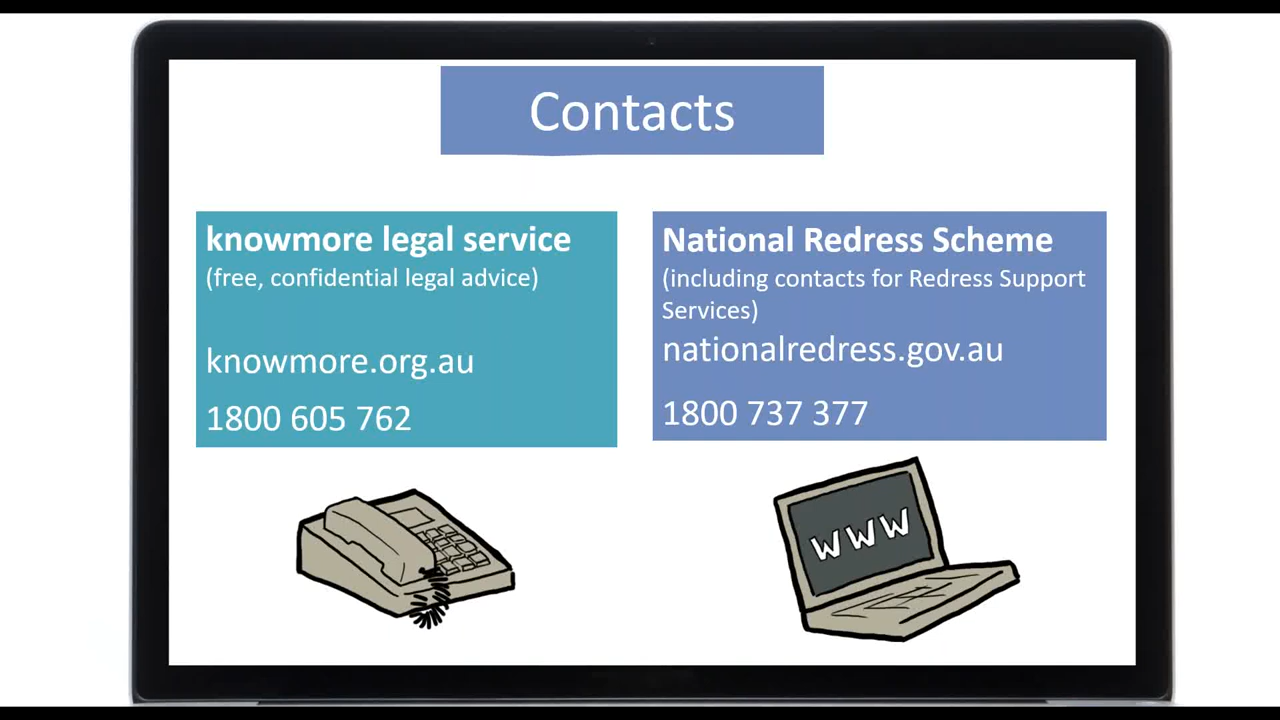 Contacts
knowmore legal service
(free, confidential legal advice)
knowmore.org.au
1800 605 762
National Redress Scheme
(including contacts for Redress Support
Services)
nationalredress.gov.au
1800 737 377
WWW